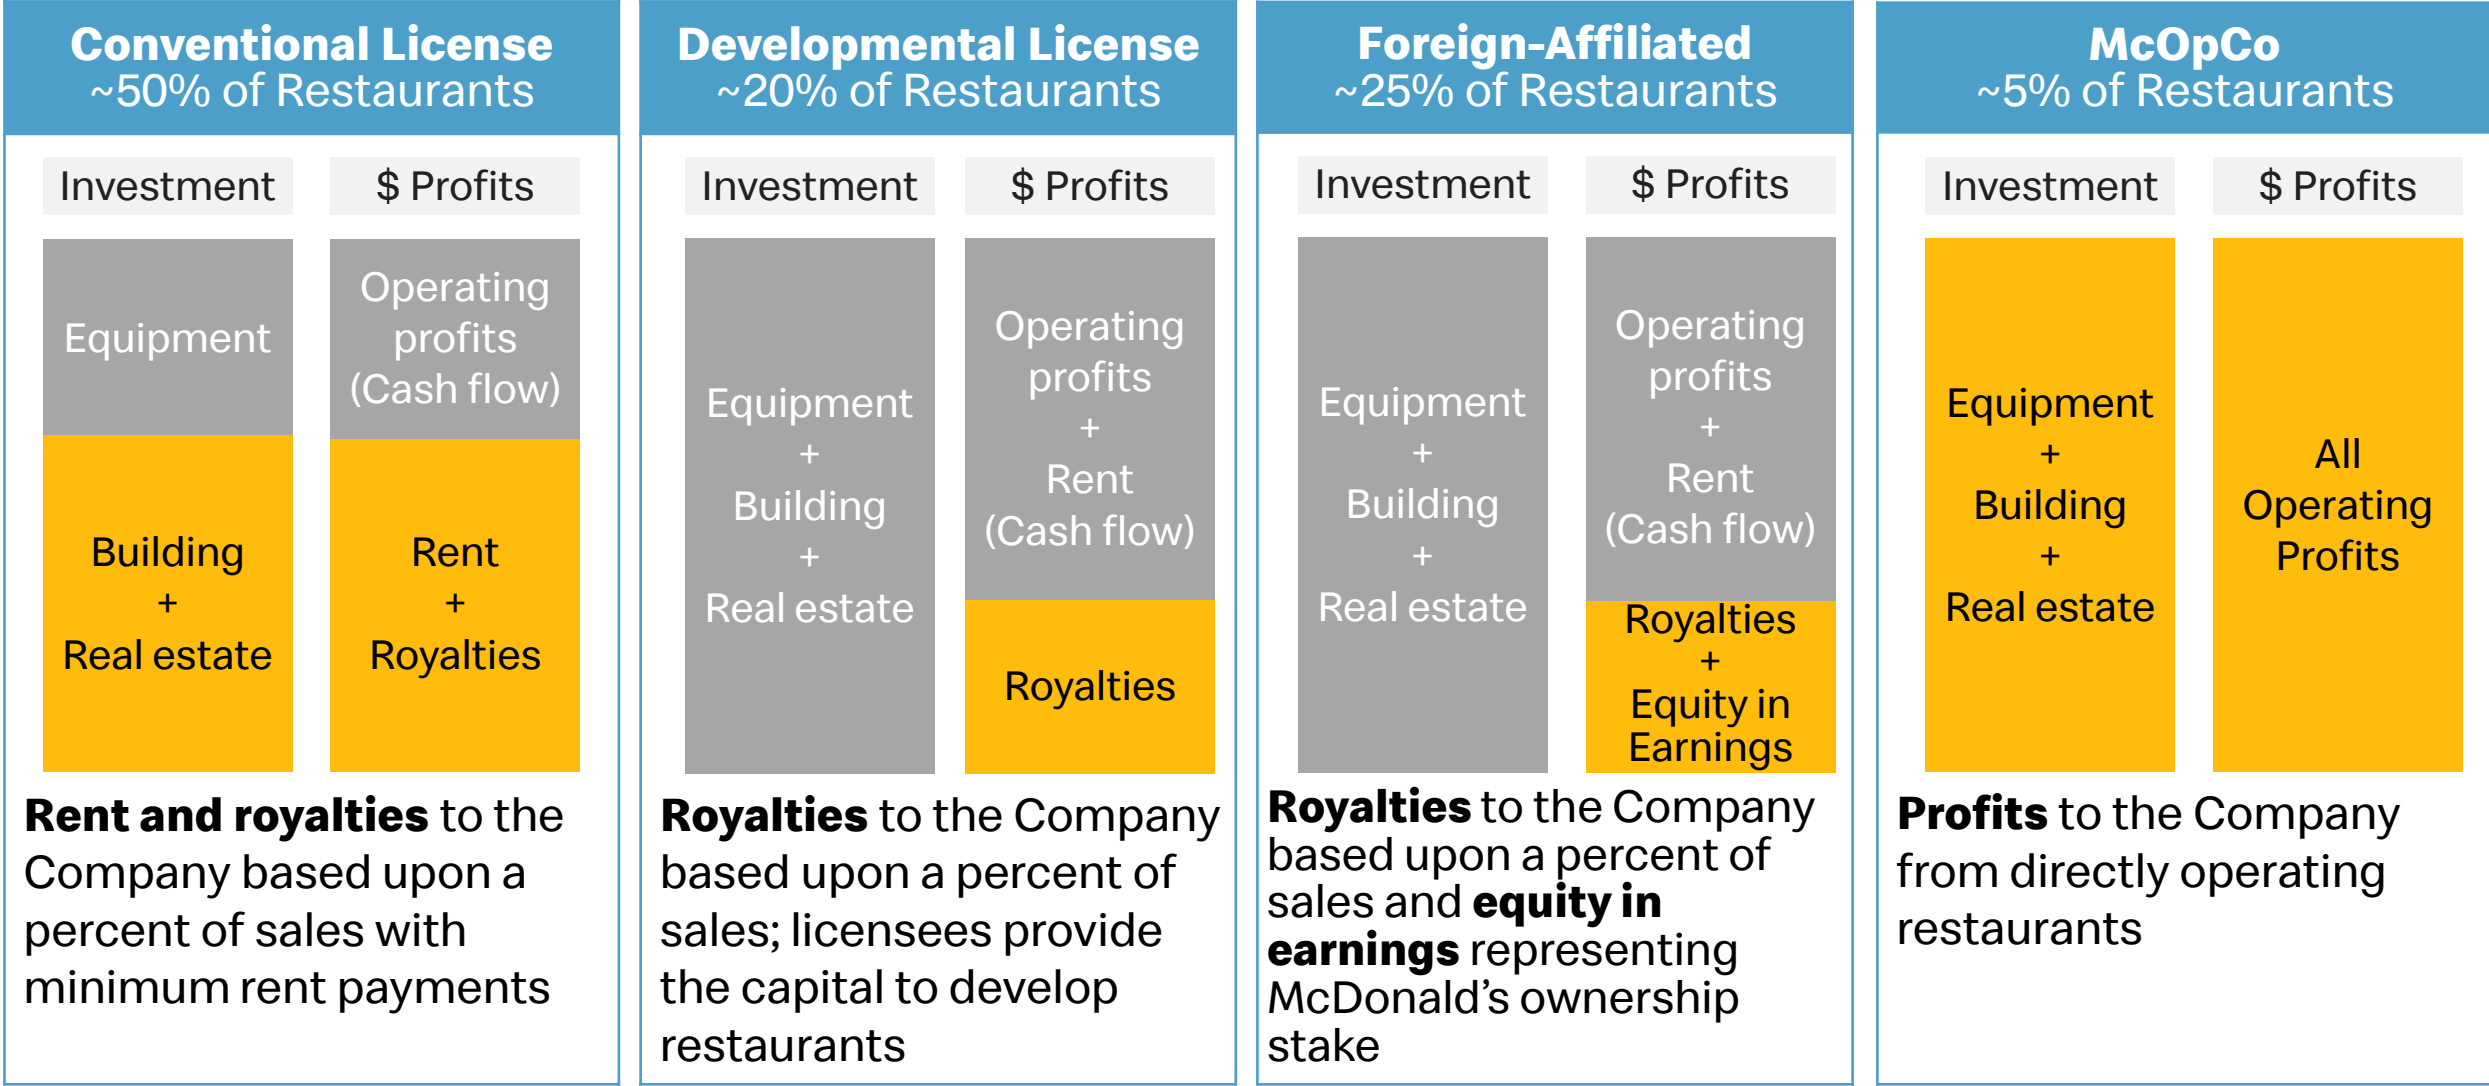 Conventional License
~50% of Restaurants
Investment
$ Profits
Equipment
Operating
profits
(Cash flow)
Building
+
Real estate
Rent
+
Royalties
Rent and royalties to the
Company based upon a
percent of sales with
minimum rent payments
Developmental License
~20% of Restaurants
Investment
$ Profits
Equipment
+
Building
+
Real estate
Operating
profits
+
Rent
(Cash flow)
Royalties
Royalties to the Company
based upon a percent of
sales; licensees provide
the capital to develop
restaurants
Foreign-Affiliated
~25% of Restaurants
Investment
$ Profits
Equipment
+
Building
+
Real estate
Operating
profits
+
Rent
(Cash flow)
Royalties
+
Equity in
Earnings
Royalties to the Company
based upon a percent of
sales and equity in
earnings representing
McDonald’s ownership
stake
McOpCo
~5% of Restaurants
Investment
$ Profits
Equipment
+
Building
+
Real estate
All
Operating
Profits
Profits to the Company
from directly operating
restaurants